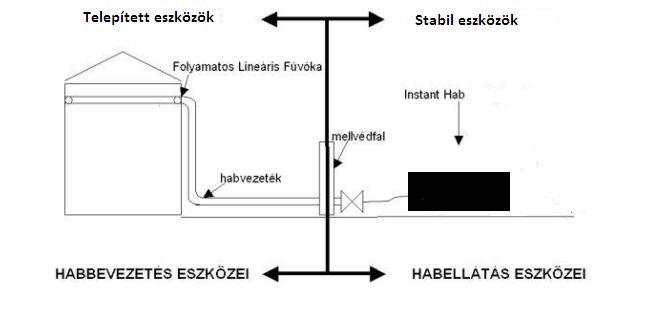 Telepített eszközök
Stabil eszközök
Folyamatos Lineáris Fúvóka
Instant Hab
mellvédfal
habvezeték
HABBEVEZETÉS ESZKÖZEI
HABELLÁTÁS ESZKÖZEI